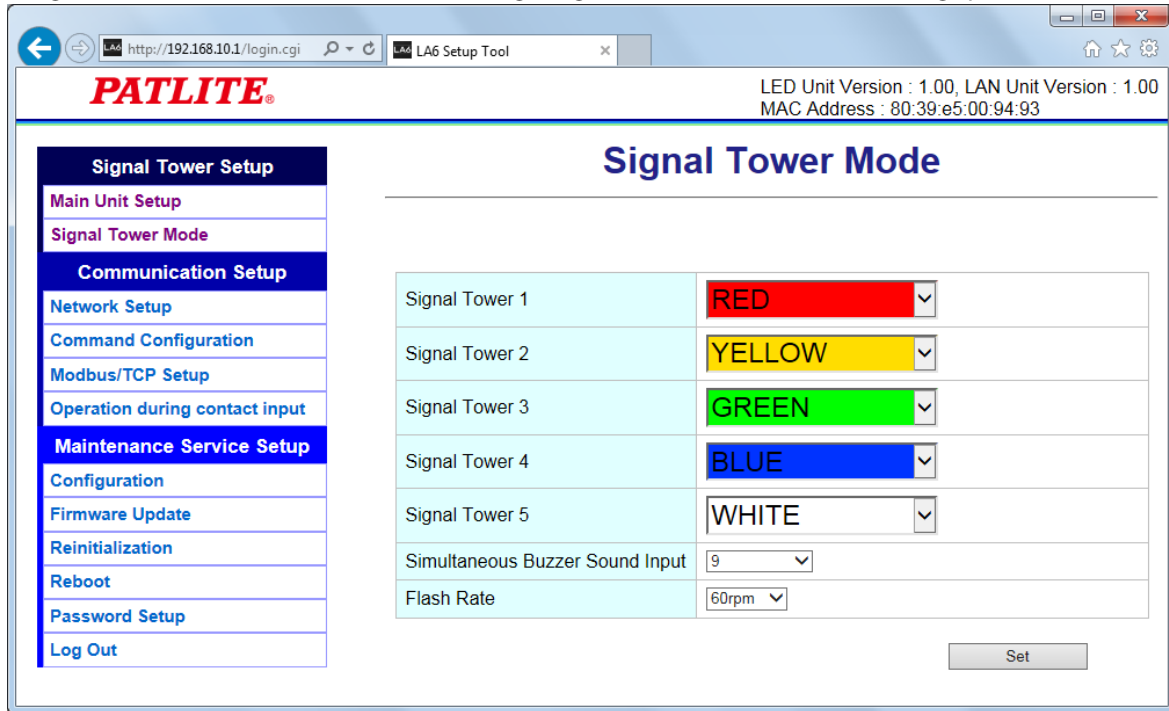 http://192.168.10.1/login.cgi
LA6 Setup Tool
PATLITE®
LED Unit Version : 1.00, LAN Unit Version : 1.00
MAC Address : 80:39:e5:00:94:93
Signal Tower Setup
Main Unit Setup
Signal Tower Mode
Communication Setup
Network Setup
Command Configuration
Modbus/TCP Setup
Operation during contact input
Maintenance Service Setup
Configuration
Firmware Update
Reinitialization
Reboot
Password Setup
Log Out
Signal Tower Mode
Signal Tower 1 RED
Signal Tower 2 YELLOW
Signal Tower 3 GREEN
Signal Tower 4 BLUE
Signal Tower 5 WHITE
Simultaneous Buzzer Sound Input 9
Flash Rate 60rpm
Set